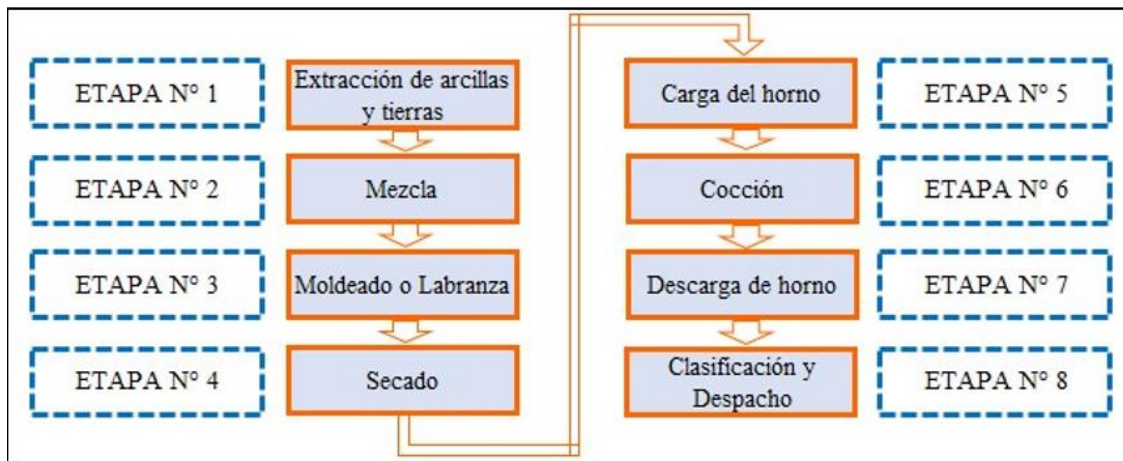 ETAPA N° 1
Extracción de arcillas
y tierras
ETAPA N° 2
Mezcla
ETAPA N° 3
Moldeado o Labranza
ETAPA N° 4
Secado
Carga del horno
ETAPA N° 5
Cocción
ETAPA N° 6
Descarga de horno
ETAPA N° 7
Clasificación y
Despacho
ETAPA N° 8